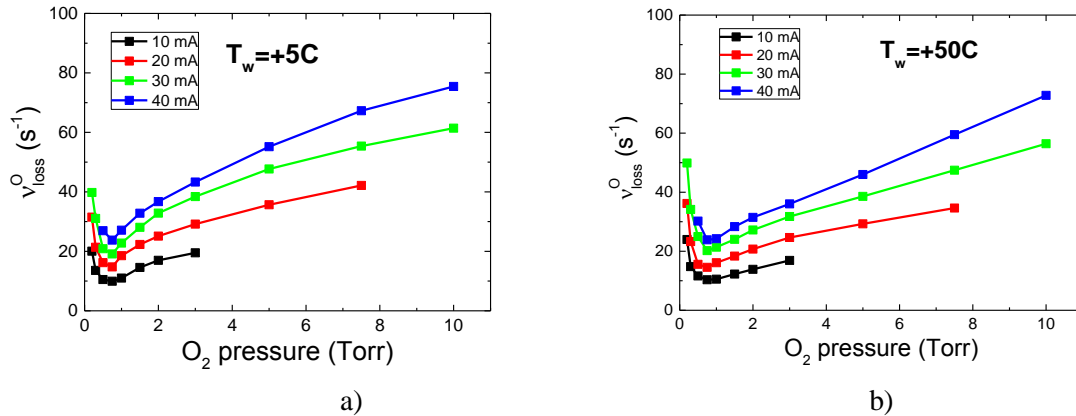 100
80
60
40
20
0
ν_loss^O (s^-1)
10 mA
20 mA
30 mA
40 mA
T_w=+5C
0 2 4 6 8 10
O_2 pressure (Torr)
a)
100
80
60
40
20
0
ν_loss^O (s^-1)
10 mA
20 mA
30 mA
40 mA
T_w=+50C
0 2 4 6 8 10
O_2 pressure (Torr)
b)